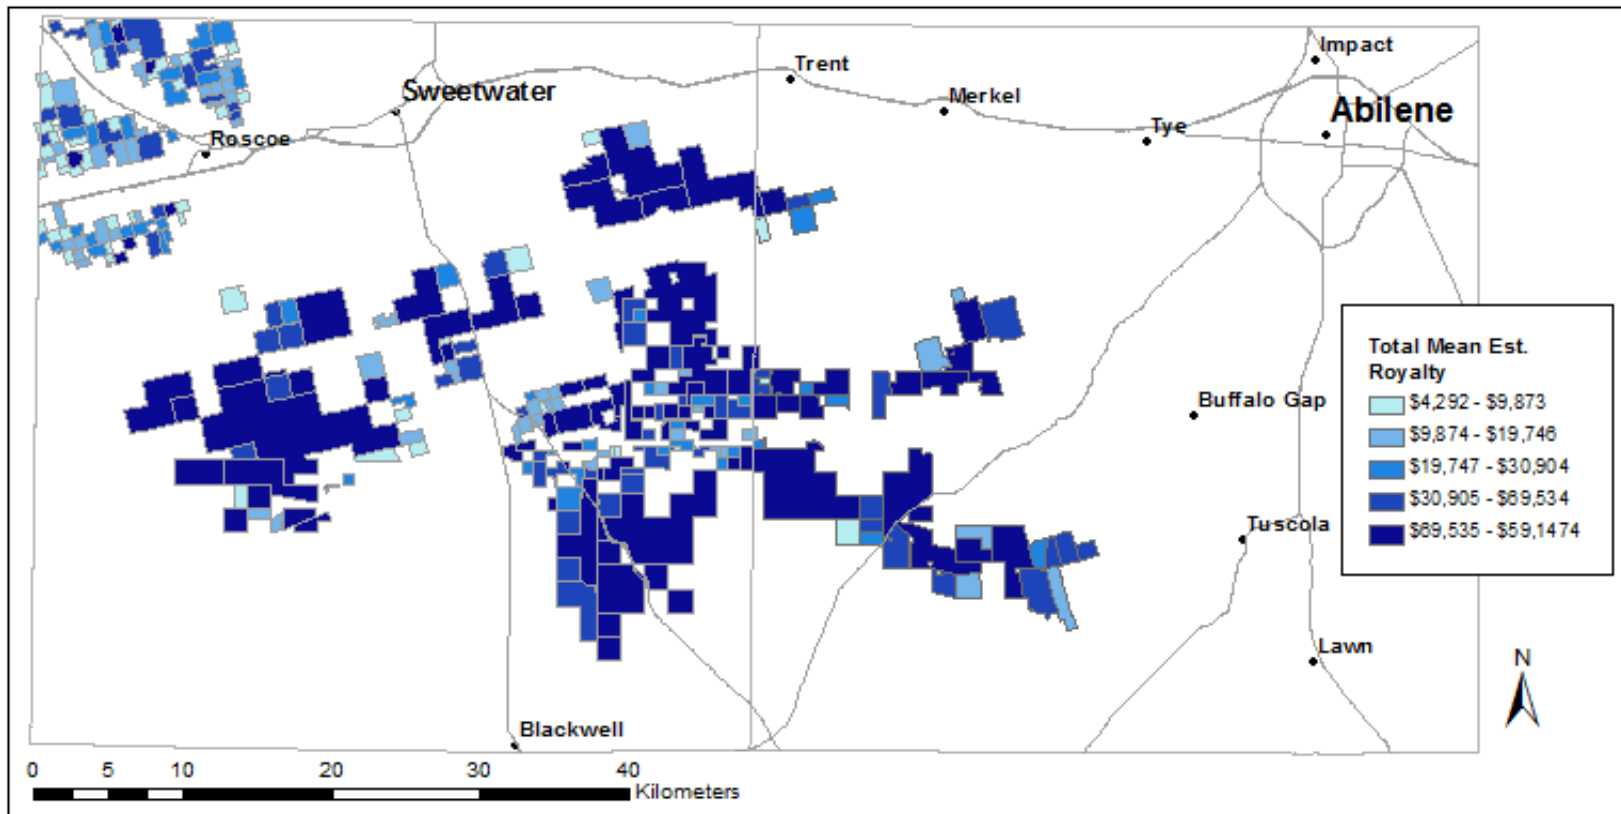 Impact
Trent
Sweetwater
Merkel
Abilene
Tye
Roscoe
Total Mean Est.
Royalty
$4,292 - $9,873
$9,874 - $19,746
$19,747 - $30,904
$30,905 - $69,534
$69,535 - $59,1474
Buffalo Gap
Tuscola
Lawn
N
Blackwell
0 5 10 20 30 40
Kilometers